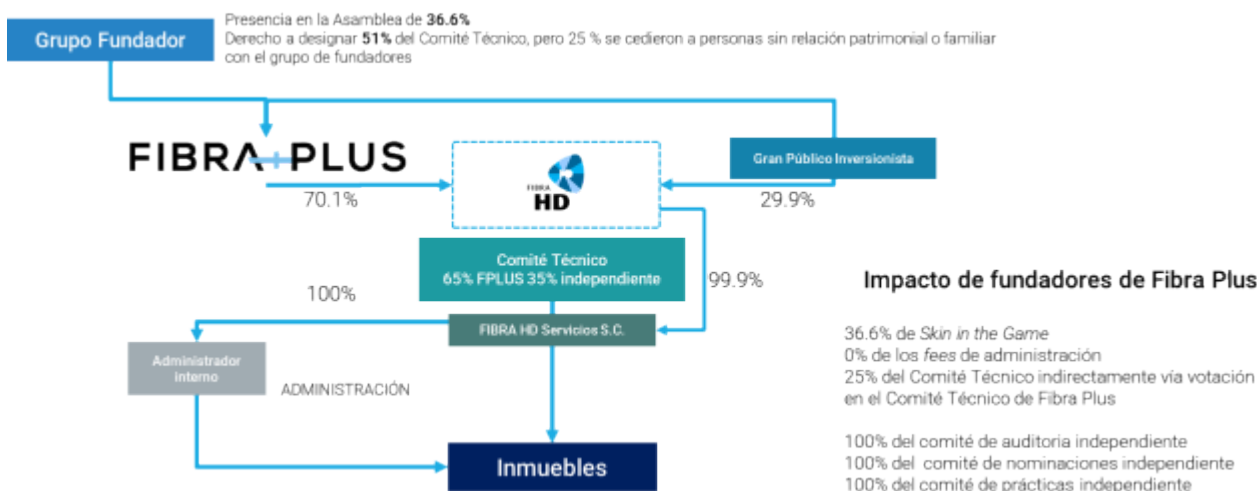 Presencia en la Asamblea de 36.6%
Grupo Fundador
Derecho a designar 51% del Comité Técnico, pero 25 % se cedieron a personas sin relación patrimonial o familiar
con el grupo de fundadores
FIBRA PLUS
FIBRA
HD
Gran Público Inversionista
70.1%
29.9%
Comité Técnico
65% FPLUS 35% independiente
99.9%
100%
FIBRA HD Servicios S.C.
Administrador
interno
ADMINISTRACIÓN
Inmuebles
Impacto de fundadores de Fibra Plus
36.6% de Skin in the Game
0% de los fees de administración
25% del Comité Técnico indirectamente vía votación
en el Comité Técnico de Fibra Plus
100% del comité de auditoria independiente
100% del comité de nominaciones independiente
100% del comité de prácticas independiente